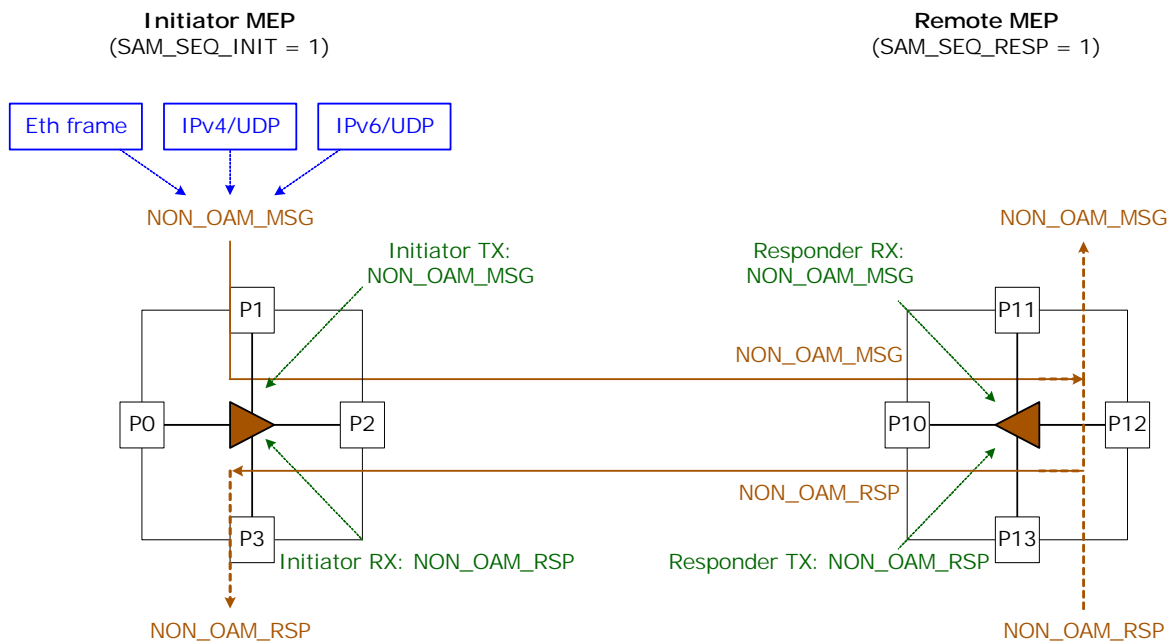 Initiator MEP
(SAM_SEQ_INIT = 1)
Remote MEP
(SAM_SEQ_RESP = 1)
Eth frame
IPv4/UDP
IPv6/UDP
NON_OAM_MSG
NON_OAM_MSG
Initiator TX:
NON_OAM_MSG
Responder RX:
NON_OAM_MSG
P1
P11
NON_OAM_MSG
P0
P2
P10
P12
NON_OAM_RSP
P3
P13
Initiator RX: NON_OAM_RSP
Responder TX: NON_OAM_RSP
NON_OAM_RSP
NON_OAM_RSP